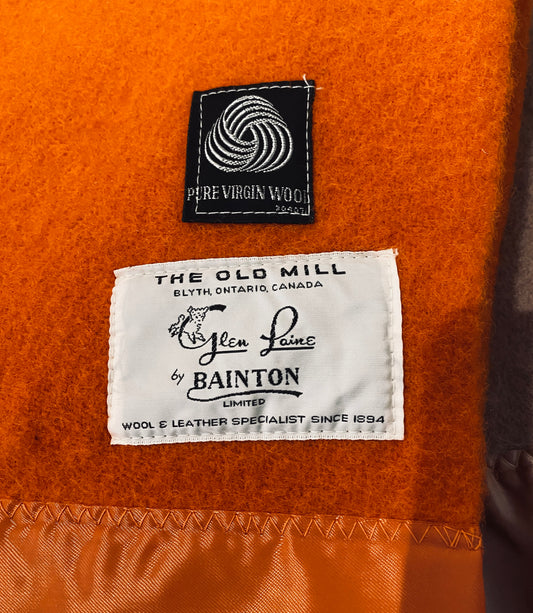 PURE VIRGIN WOOL
20407
THE OLD MILL
BLYTH, ONTARIO, CANADA
Glen Laine
by BAINTON
LIMITED
WOOL & LEATHER SPECIALIST SINCE 1894